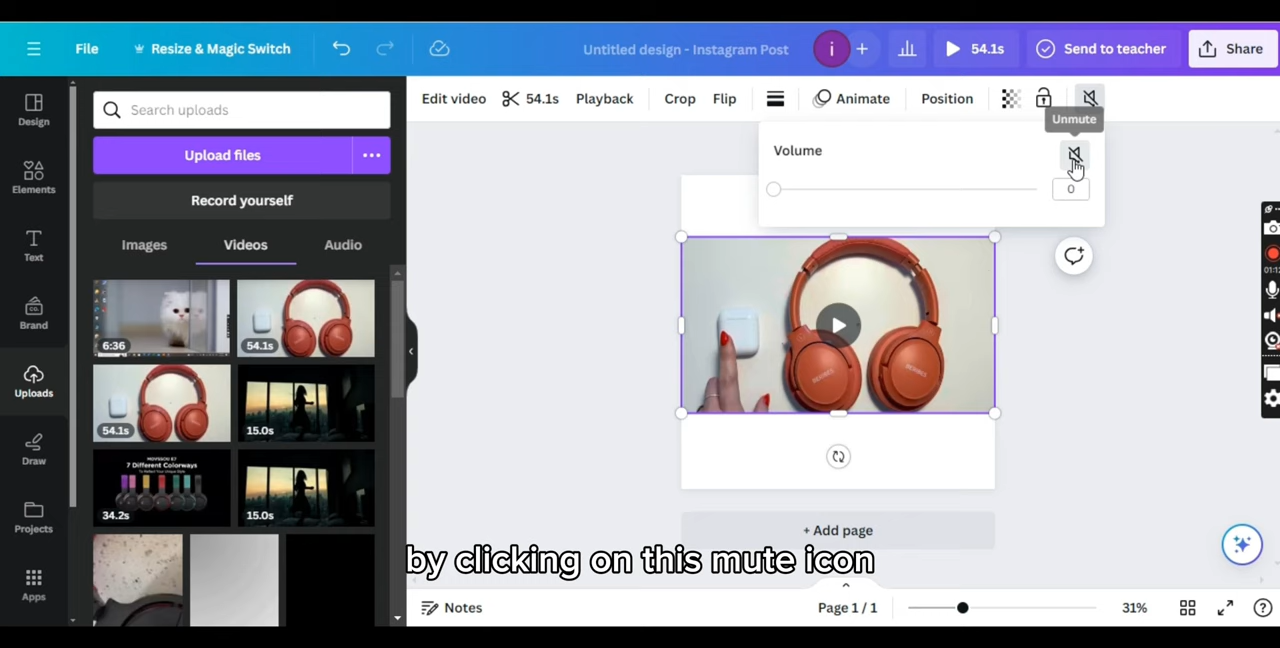 File
Resize & Magic Switch
Untitled design - Instagram Post
i
54.1s
Send to teacher
Share
Design
Elements
Text
Brand
Uploads
Draw
Projects
Apps
Search uploads
Upload files
Record yourself
Images
Videos
Audio
6:36
54.1s
54.1s
15.0s
7 Different Colorways
34.2s
15.0s
Edit video
54.1s
Playback
Crop
Flip
Animate
Position
Unmute
Volume
0
+ Add page
by clicking on this mute icon
Notes
Page 1 / 1
31%